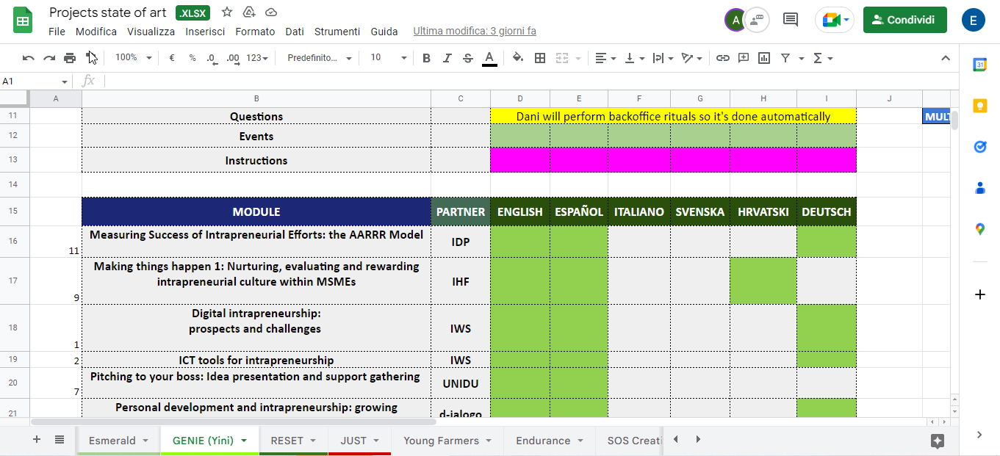 Projects state of art .XLSX
File Modifica Visualizza Inserisci Formato Dati Strumenti Guida Ultima modifica: 3 giorni fa
A
Condividi
E
100% € % .0 .00 123 Predefinito... 10 B I S A
31
A1 fx
A B C D E F G H I J
11 Questions Dani will perform backoffice rituals so it's done automatically
12 Events
13 Instructions
14
15 MODULE PARTNER ENGLISH ESPAÑOL ITALIANO SVENSKA HRVATSKI DEUTSCH
16 11 Measuring Success of Intrapreneurial Efforts: the AARRR Model IDP
17 9 Making things happen 1: Nurturing, evaluating and rewarding
intrapreneurial culture within MSMEs IHF
18 1 Digital intrapreneurship:
prospects and challenges IWS
19 2 ICT tools for intrapreneurship IWS
20 7 Pitching to your boss: Idea presentation and support gathering UNIDU
21 Personal development and intrapreneurship: growing d-ialogo
Esmerald GENIE (Yini) RESET JUST Young Farmers Endurance SOS Creati